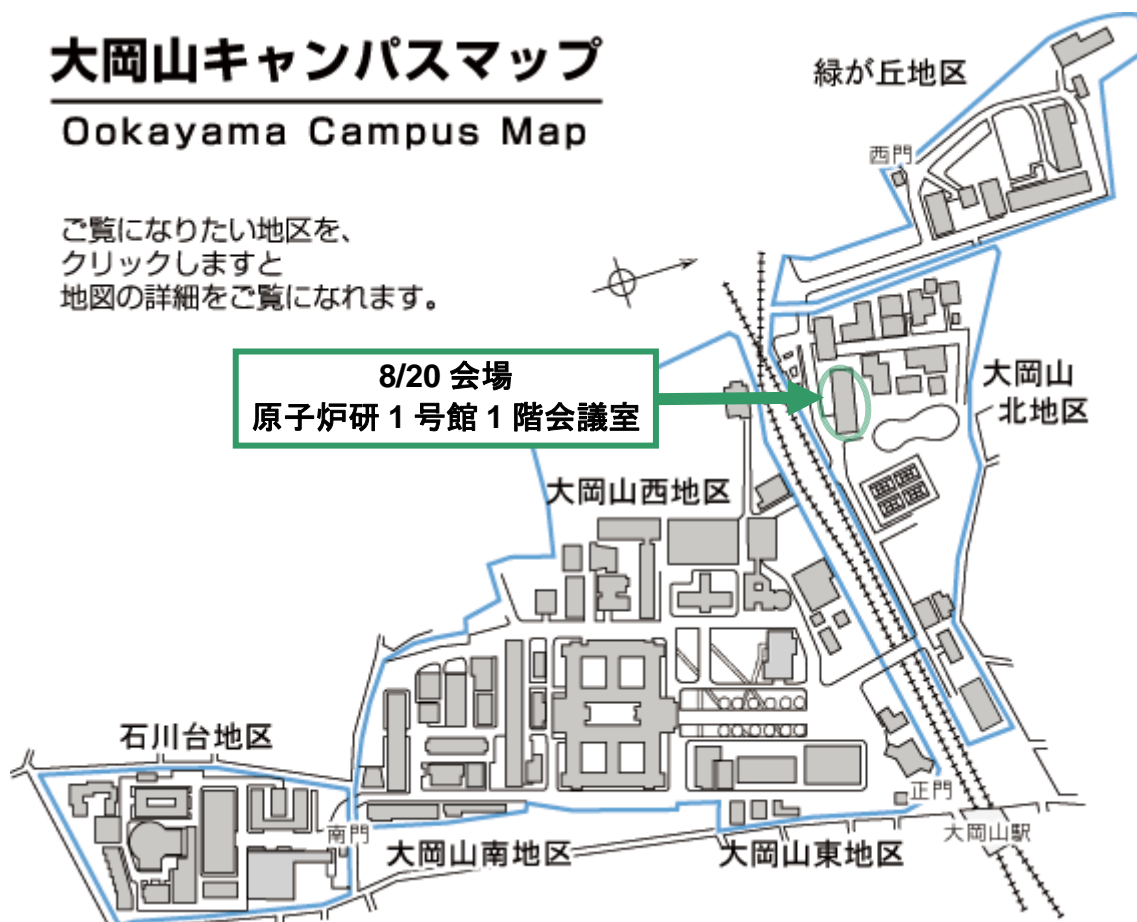 大岡山キャンパスマップ
Ookayama Campus Map
緑が丘地区
西門
ご覧になりたい地区を、
クリックしますと
地図の詳細をご覧になれます。
8/20 会場
原子炉研 1 号館 1 階会議室
大岡山
北地区
大岡山西地区
石川台地区
南門
大岡山南地区
正門
大岡山駅
大岡山東地区